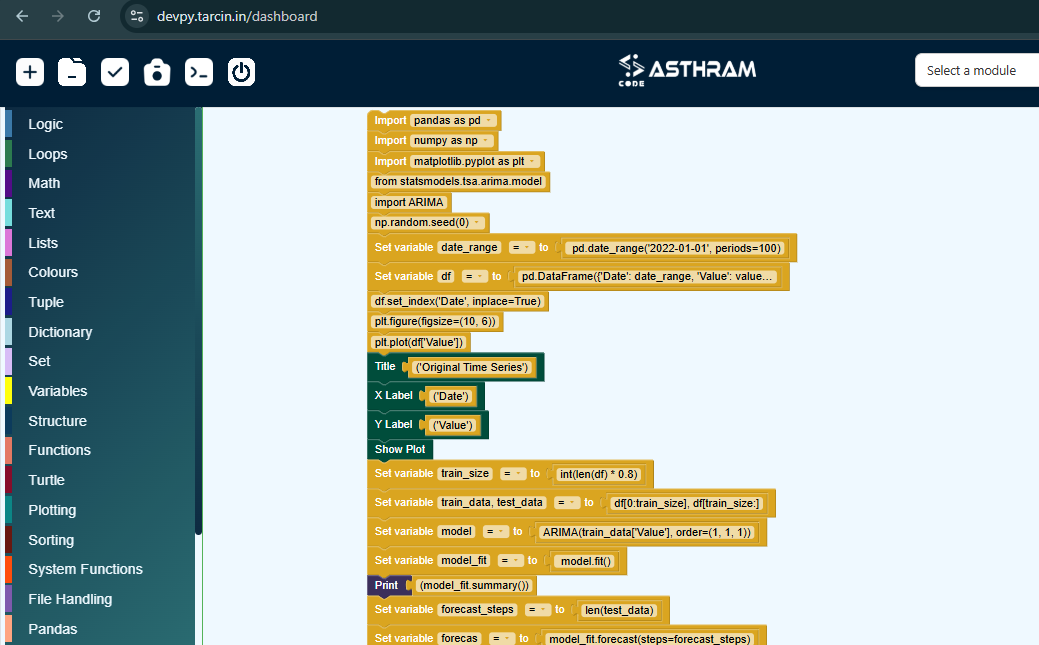 devpy.tarcin.in/dashboard
CODE ASTHRAM
Select a module
Logic
Loops
Math
Text
Lists
Colours
Tuple
Dictionary
Set
Variables
Structure
Functions
Turtle
Plotting
Sorting
System Functions
File Handling
Pandas
Import pandas as pd
Import numpy as np
Import matplotlib.pyplot as plt
from statsmodels.tsa.arima.model
import ARIMA
np.random.seed(0)
Set variable date_range = to pd.date_range('2022-01-01', periods=100)
Set variable df = to pd.DataFrame({'Date': date_range, 'Value': value...
df.set_index('Date', inplace=True)
plt.figure(figsize=(10, 6))
plt.plot(df['Value'])
Title ('Original Time Series')
X Label ('Date')
Y Label ('Value')
Show Plot
Set variable train_size = to int(len(df) * 0.8)
Set variable train_data, test_data = to df[0:train_size], df[train_size:]
Set variable model = to ARIMA(train_data['Value'], order=(1, 1, 1))
Set variable model_fit = to model.fit()
Print (model_fit.summary())
Set variable forecast_steps = to len(test_data)
Set variable forecas = to model_fit.forecast(steps=forecast_steps)